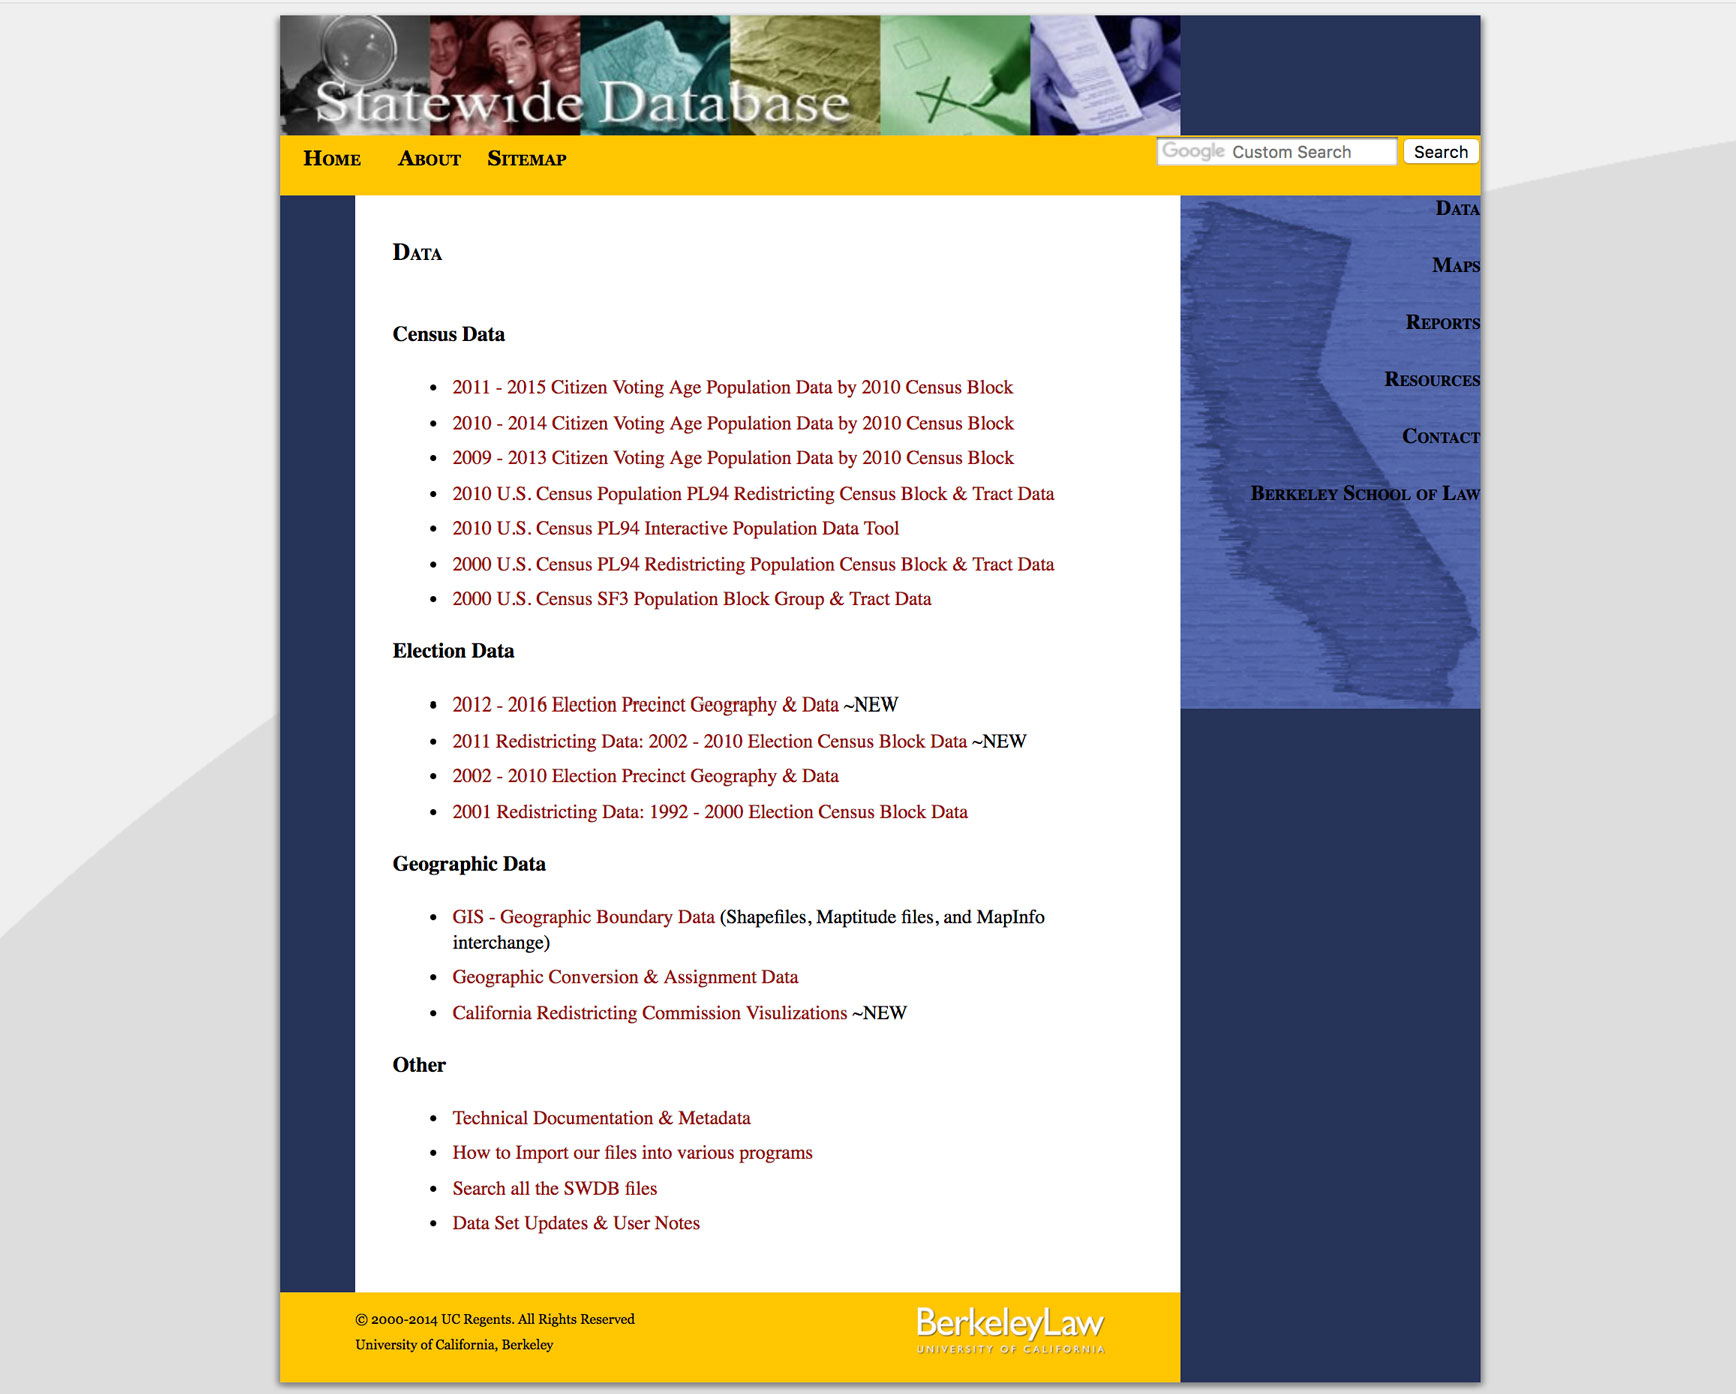 Statewide Database
Home About Sitemap
Google Custom Search Search
Data
Maps
Reports
Resources
Contact
Berkeley School of Law
Data
Census Data
• 2011 - 2015 Citizen Voting Age Population Data by 2010 Census Block
• 2010 - 2014 Citizen Voting Age Population Data by 2010 Census Block
• 2009 - 2013 Citizen Voting Age Population Data by 2010 Census Block
• 2010 U.S. Census Population PL94 Redistricting Census Block & Tract Data
• 2010 U.S. Census PL94 Interactive Population Data Tool
• 2000 U.S. Census PL94 Redistricting Population Census Block & Tract Data
• 2000 U.S. Census SF3 Population Block Group & Tract Data
Election Data
• 2012 - 2016 Election Precinct Geography & Data ~NEW
• 2011 Redistricting Data: 2002 - 2010 Election Census Block Data ~NEW
• 2002 - 2010 Election Precinct Geography & Data
• 2001 Redistricting Data: 1992 - 2000 Election Census Block Data
Geographic Data
• GIS - Geographic Boundary Data (Shapefiles, Maptitude files, and MapInfo
interchange)
• Geographic Conversion & Assignment Data
• California Redistricting Commission Visulizations ~NEW
Other
• Technical Documentation & Metadata
• How to Import our files into various programs
• Search all the SWDB files
• Data Set Updates & User Notes
© 2000-2014 UC Regents. All Rights Reserved
University of California, Berkeley
BerkeleyLaw
UNIVERSITY OF CALIFORNIA